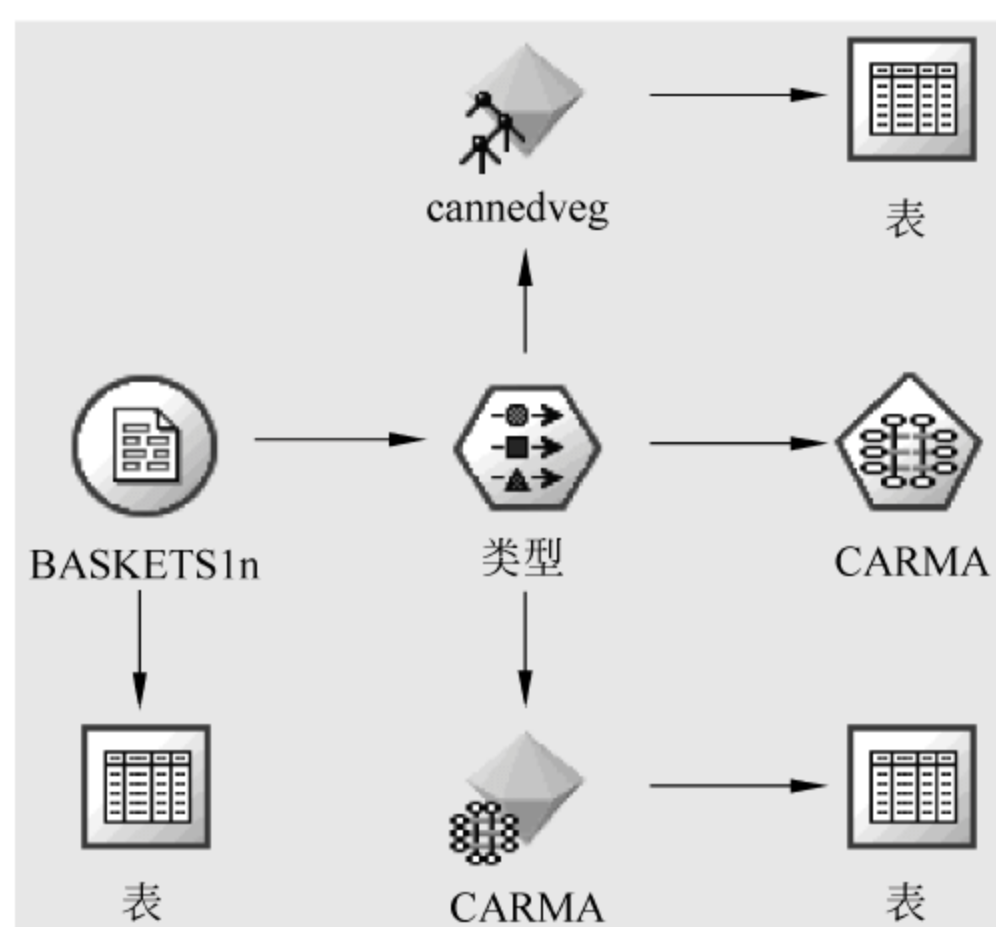 cannedveg
表
BASKETS1n
类型
CARMA
表
CARMA
表